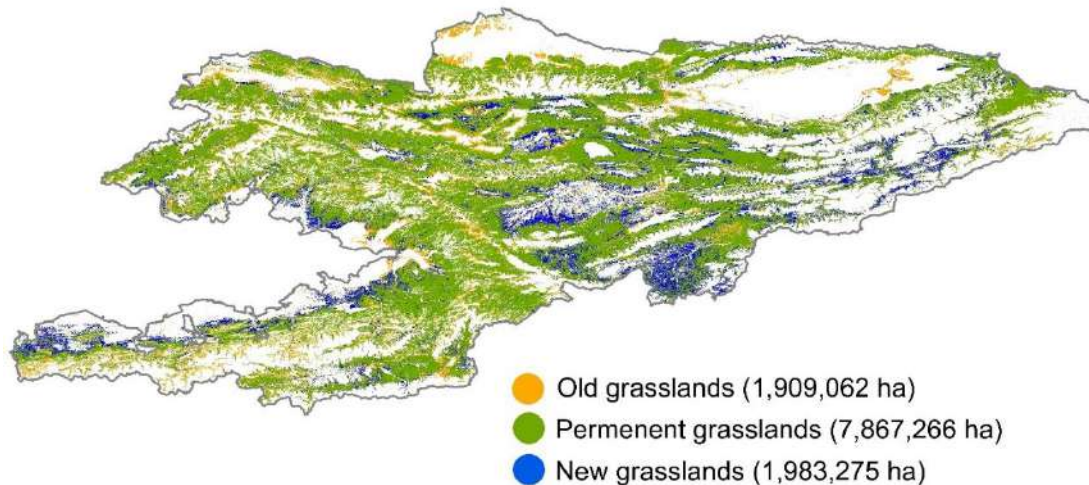 Old grasslands (1,909,062 ha)
Permenent grasslands (7,867,266 ha)
New grasslands (1,983,275 ha)